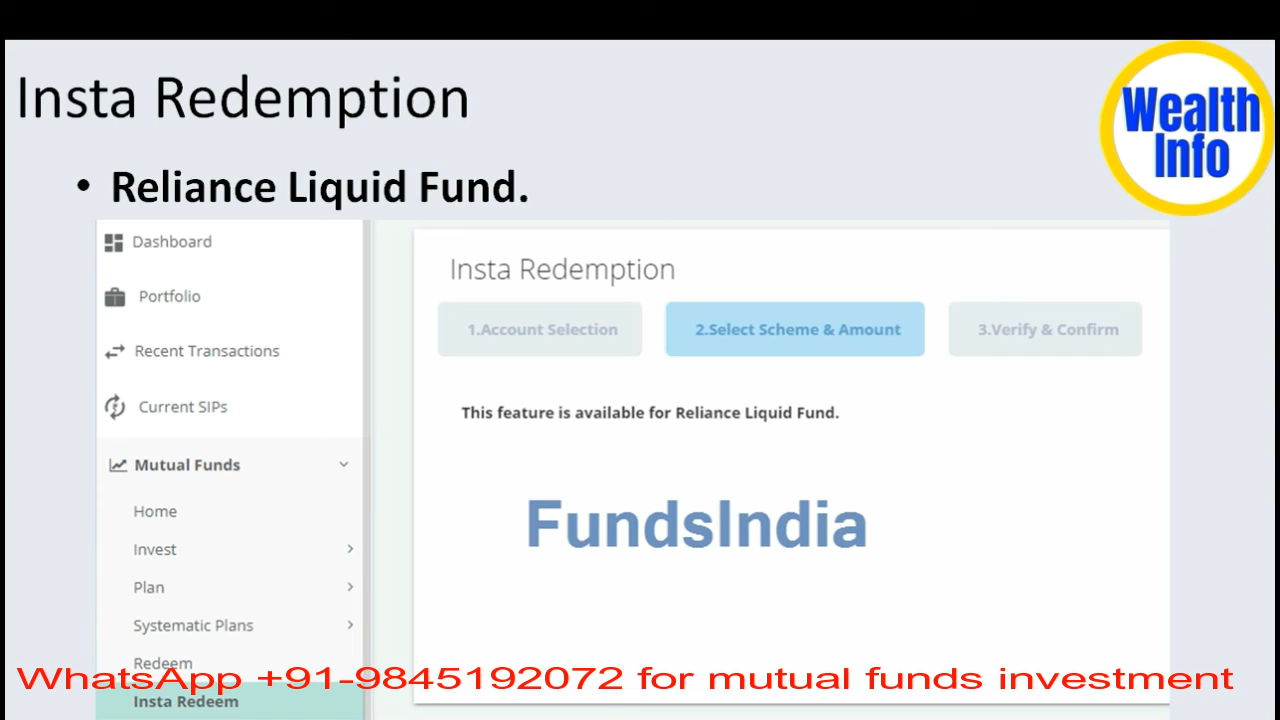 Insta Redemption
Wealth
Info
• Reliance Liquid Fund.
Dashboard
Portfolio
Recent Transactions
Current SIPs
Mutual Funds
Home
Invest
Plan
Systematic Plans
Redeem
Insta Redeem
Insta Redemption
1.Account Selection
2.Select Scheme & Amount
3.Verify & Confirm
This feature is available for Reliance Liquid Fund.
FundsIndia
WhatsApp +91-9845192072 for mutual funds investment